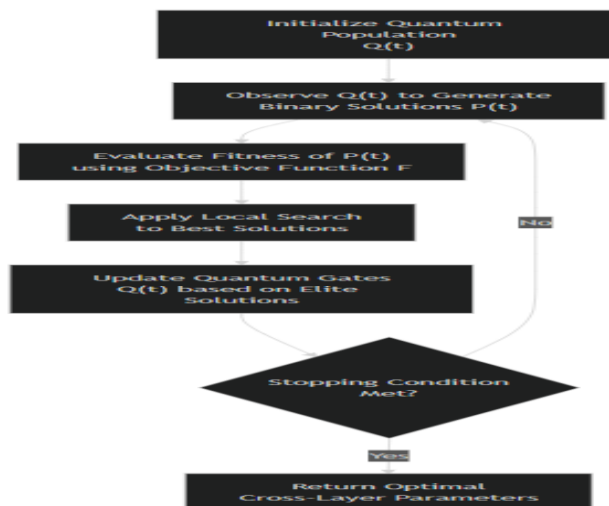 Initialize Quantum
Population
Q(t)
Observe Q(t) to Generate
Binary Solutions P(t)
Evaluate Fitness of P(t)
using Objective Function F
Apply Local Search
to Best Solutions
No
Update Quantum Gates
Q(t) based on Elite
Solutions
Stopping Condition
Met?
Yes
Return Optimal
Cross-Layer Parameters